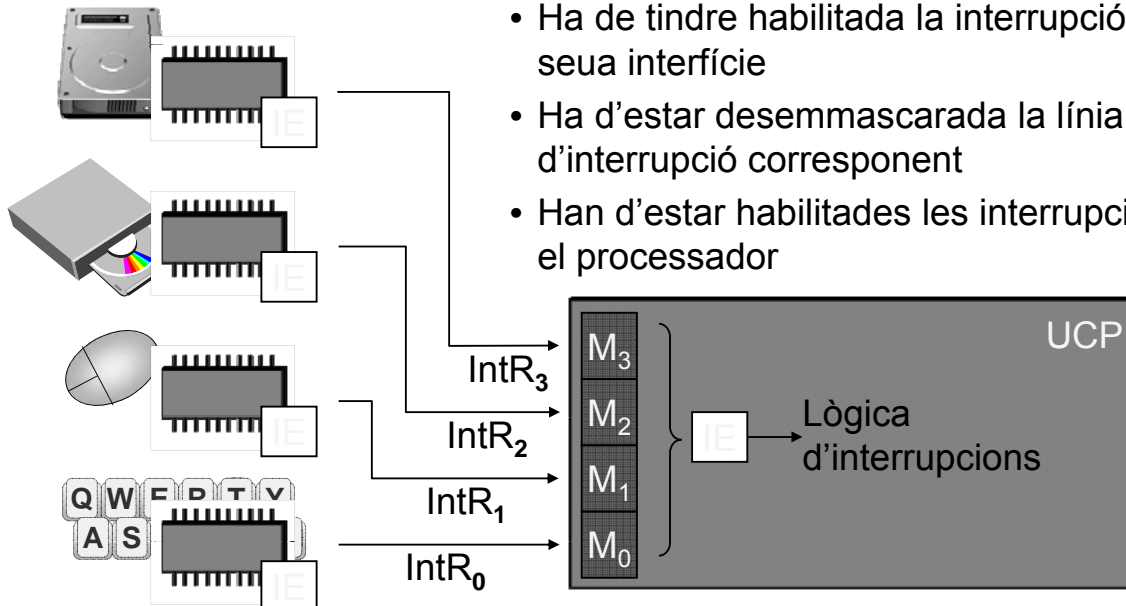 • Ha de tindre habilitada la interrupció
seua interfície
• Ha d'estar desemmascarada la línia
d'interrupció corresponent
• Han d'estar habilitades les interrupci
el processador
IE
IE
IE
Q W E R T Y
A S
IE
IntR3
IntR2
IntR1
IntR0
UCP
M3
M2
M1
M0
IE
Lògica
d'interrupcions